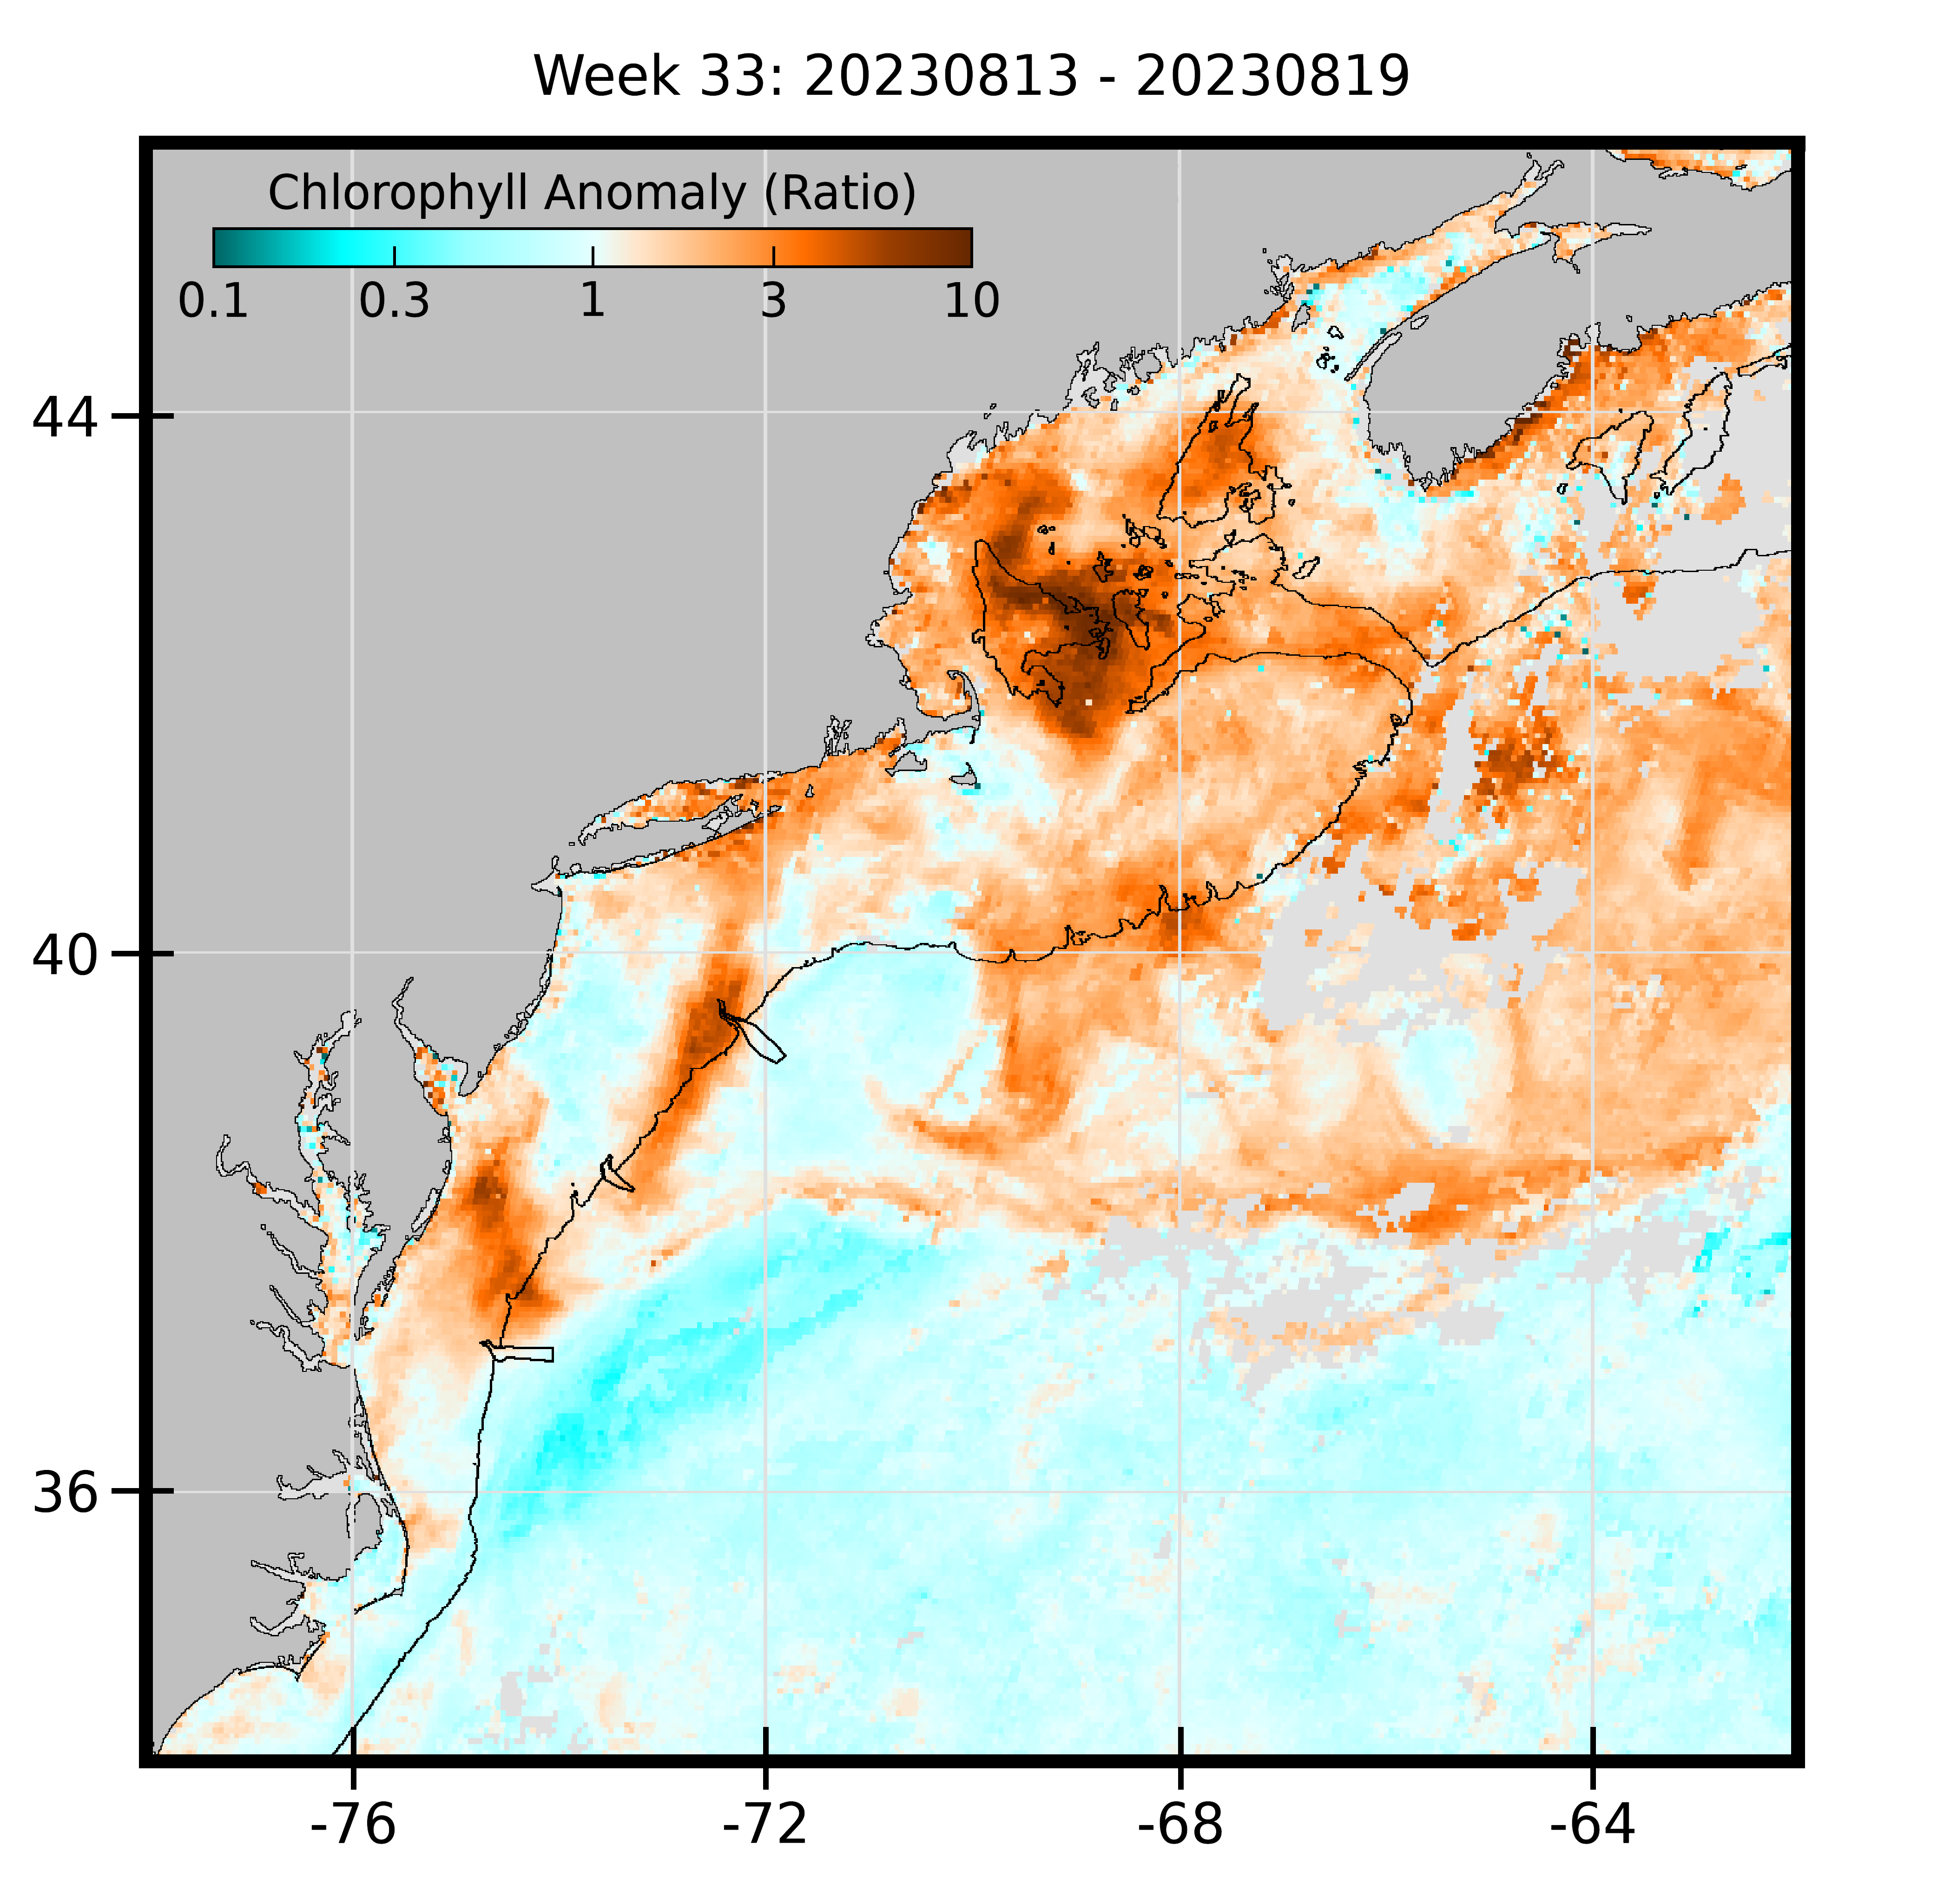 Week 33: 20230813 - 20230819
Chlorophyll Anomaly (Ratio)
0.1 0.3 1 3 10
44
40
36
-76 -72 -68 -64